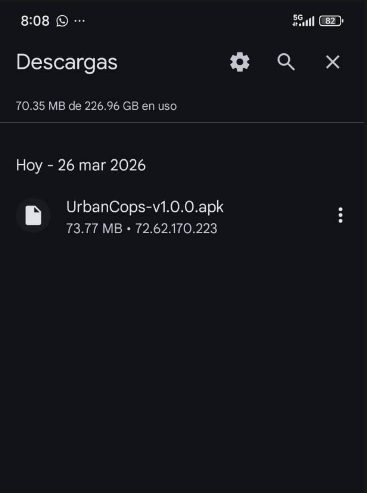 8:08
5G
82
Descargas
70.35 MB de 226.96 GB en uso
Hoy - 26 mar 2026
UrbanCops-v1.0.0.apk
73.77 MB • 72.62.170.223